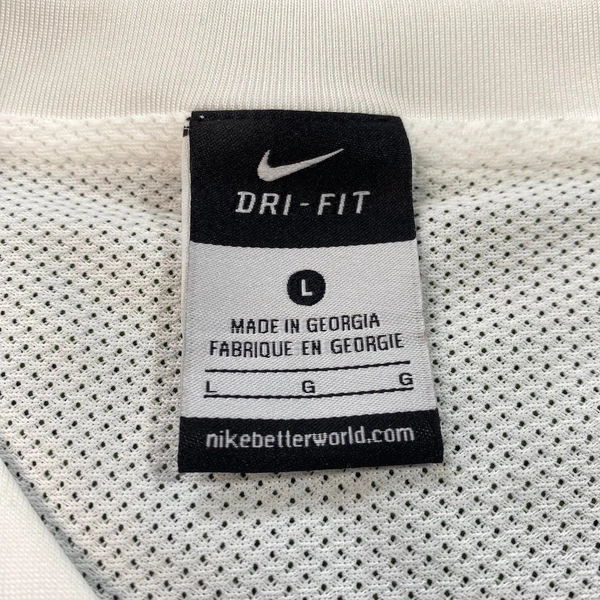 DRI-FIT
L
MADE IN GEORGIA
FABRIQUE EN GEORGIE
L G G
nikebetterworld.com